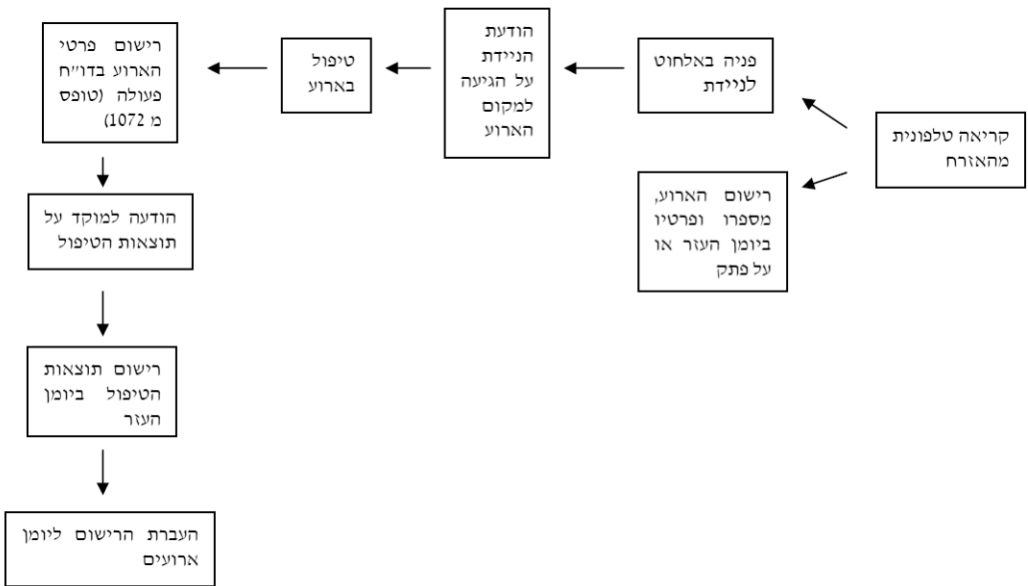 קריאה טלפונית
מהאזרח
פניה באלחוט
לניידת
רישום הארוע,
מספרו ופרטיו
ביומן העזר או
על פתק
הודעת
הניידת
על הגיעה
למקום
הארוע
טיפול
בארוע
רישום פרטי
הארוע בדו״ח
פעולה (טופס
מ 1072)
הודעה למוקד על
תוצאות הטיפול
רישום תוצאות
הטיפול ביומן
העזר
העברת הרישום ליומן
ארועים